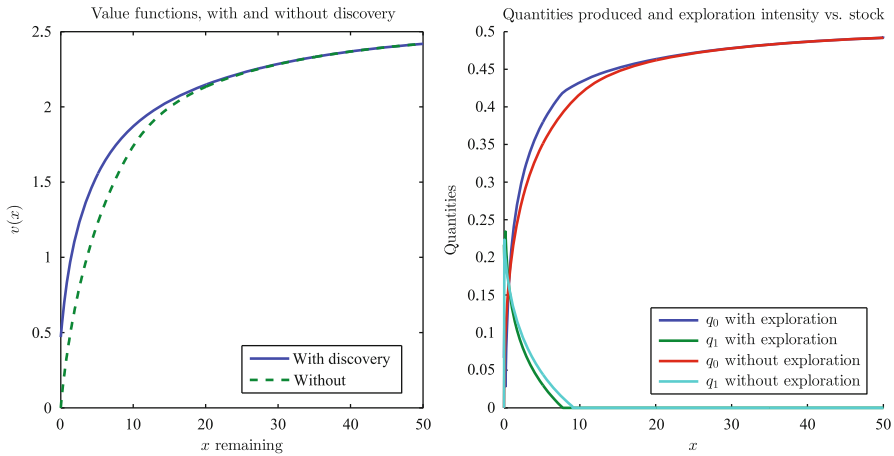 Value functions, with and without discovery
2.5
2
1.5
1
0.5
0
v(x)
0
10
20
30
40
50
x remaining
With discovery
Without
Quantities produced and exploration intensity vs. stock
0.5
0.45
0.4
0.35
0.3
0.25
0.2
0.15
0.1
0.05
0
Quantities
0
10
20
30
40
50
x
q₀ with exploration
q₁ with exploration
q₀ without exploration
q₁ without exploration